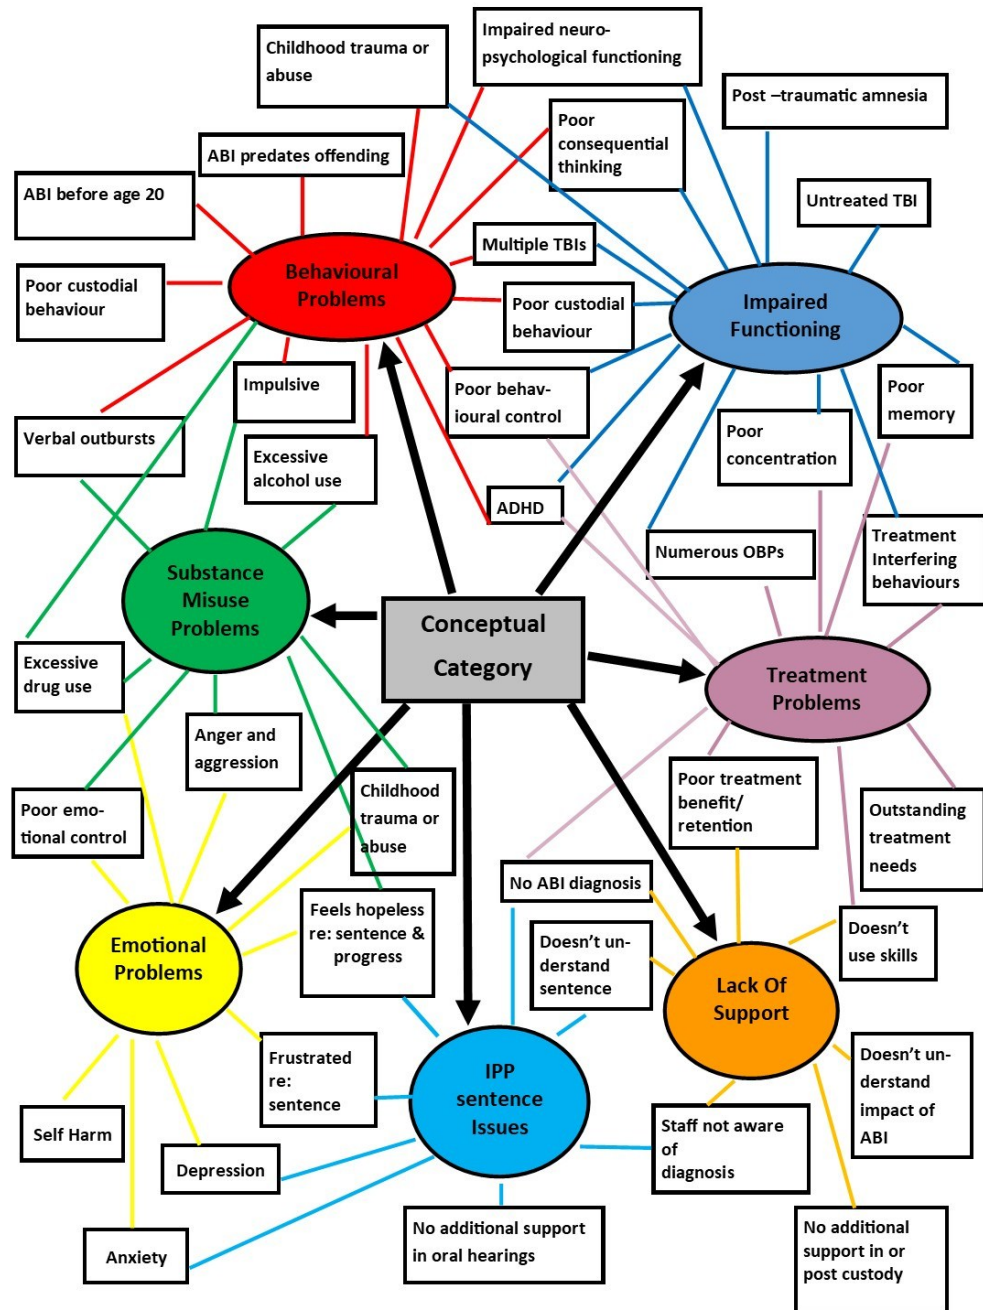 Childhood trauma or
abuse
Impaired neuro-
psychological functioning
Post –traumatic amnesia
Poor
consequential
thinking
ABI predates offending
ABI before age 20
Untreated TBI
Multiple TBIs
Behavioural
Problems
Poor custodial
behaviour
Poor custodial
behaviour
Impaired
Functioning
Impulsive
Poor behav-
ioural control
Poor
memory
Verbal outbursts
Excessive
alcohol use
Poor
concentration
ADHD
Numerous OBPs
Treatment
Interfering
behaviours
Substance
Misuse
Problems
Conceptual
Category
Excessive
drug use
Treatment
Problems
Anger and
aggression
Poor emo-
tional control
Childhood
trauma or
abuse
Poor treatment
benefit/
retention
Outstanding
treatment
needs
No ABI diagnosis
Feels hopeless
re: sentence &
progress
Doesn't un-
derstand
sentence
Doesn't
use skills
Emotional
Problems
Lack Of
Support
Frustrated
re:
sentence
IPP
sentence
Issues
Doesn't un-
derstand
impact of
ABI
Self Harm
Staff not aware
of
diagnosis
Depression
Anxiety
No additional support
in oral hearings
No additional
support in or
post custody